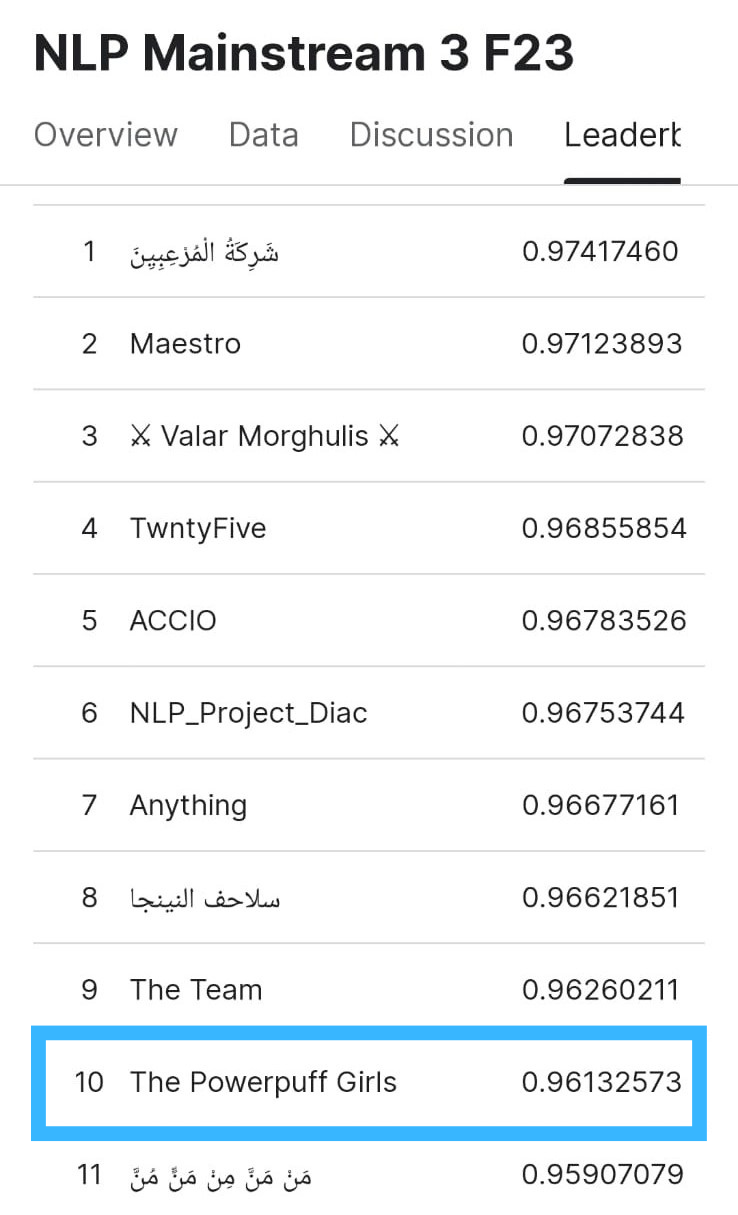 NLP Mainstream 3 F23
Overview Data Discussion Leaderb
1 شَرِكَةُ الْمُرْعِبِينَ 0.97417460
2 Maestro 0.97123893
3 ⚔ Valar Morghulis ⚔ 0.97072838
4 TwntyFive 0.96855854
5 ACCIO 0.96783526
6 NLP_Project_Diac 0.96753744
7 Anything 0.96677161
8 سلاحف النينجا 0.96621851
9 The Team 0.96260211
10 The Powerpuff Girls 0.96132573
11 مَنْ مَنَّ مِنْ مَنًّ مُنَّ 0.95907079